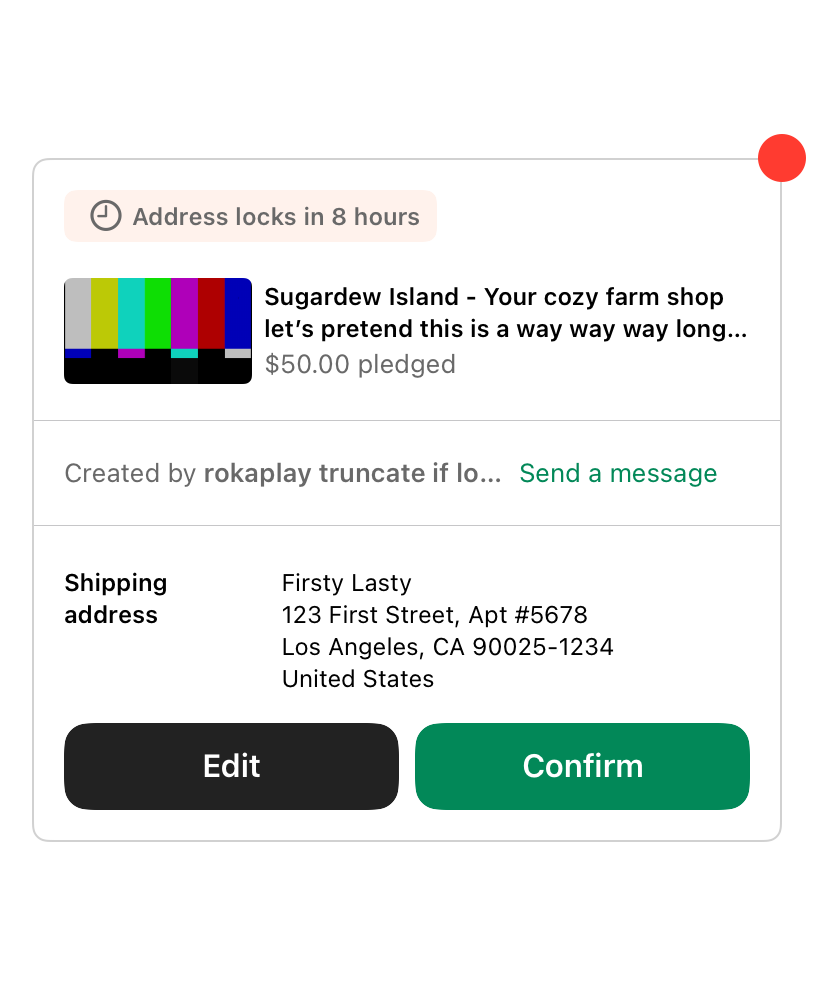 Address locks in 8 hours
Sugardew Island - Your cozy farm shop
let’s pretend this is a way way way long...
$50.00 pledged
Created by rokaplay truncate if lo... Send a message
Shipping address
Firsty Lasty
123 First Street, Apt #5678
Los Angeles, CA 90025-1234
United States
Edit
Confirm